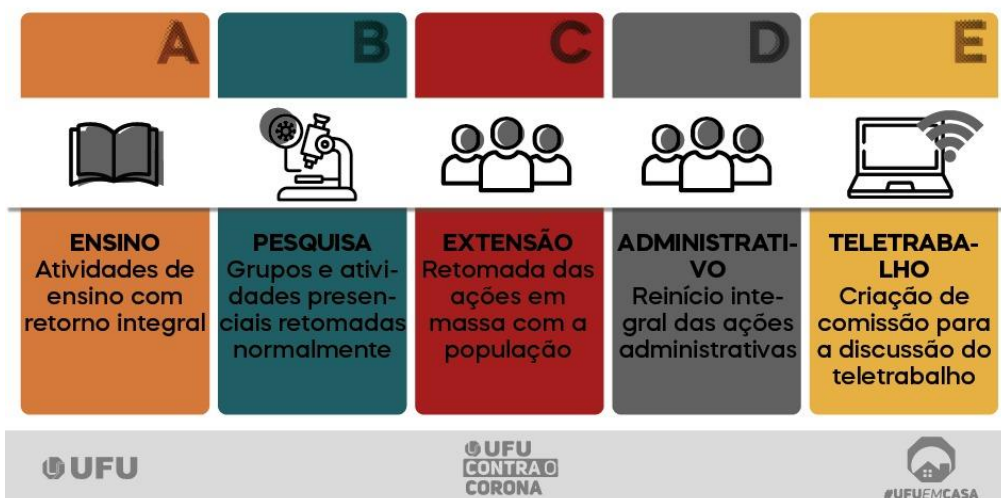 A
B
C
D
E
ENSINO
Atividades de
ensino com
retorno integral
PESQUISA
Grupos e ativi-
dades presen-
ciais retomadas
normalmente
EXTENSÃO
Retomada das
ações em
massa com a
população
ADMINISTRATI-
VO
Reinício inte-
gral das ações
administrativas
TELETRABA-
LHO
Criação de
comissão para
a discussão do
teletrabalho
UFU
UFU
CONTRA O
CORONA
#UFUEMCASA